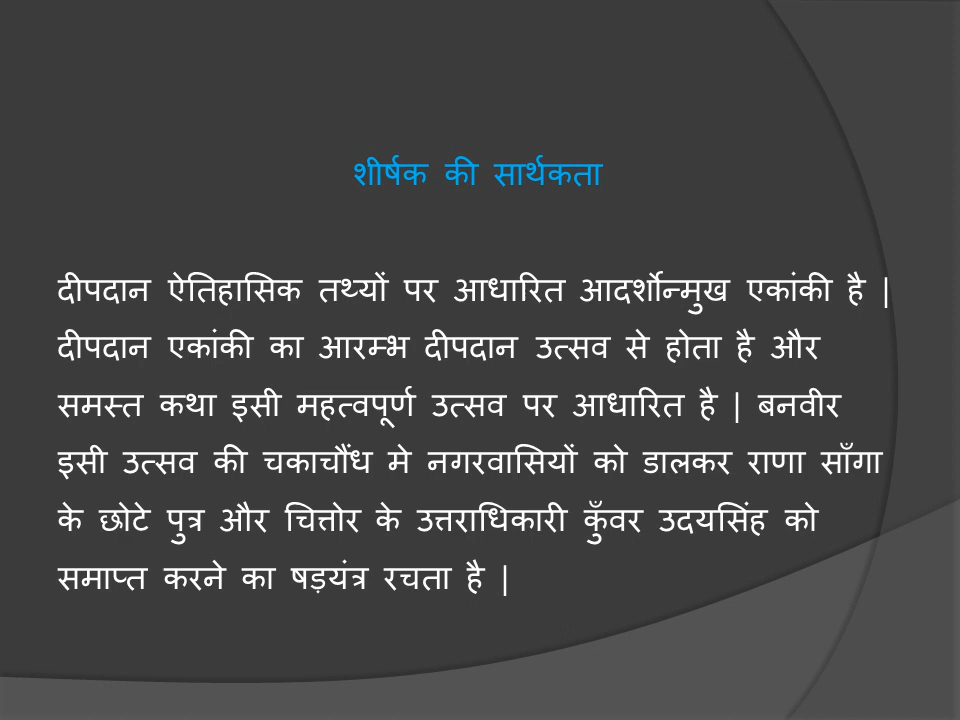 शीर्षक की सार्थकता
दीपदान ऐतिहासिक तथ्यों पर आधारित आदर्शोन्मुख एकांकी है |
दीपदान एकांकी का आरम्भ दीपदान उत्सव से होता है और
समस्त कथा इसी महत्वपूर्ण उत्सव पर आधारित है | बनवीर
इसी उत्सव की चकाचौंध मे नगरवासियों को डालकर राणा साँगा
के छोटे पुत्र और चित्तोर के उत्तराधिकारी कुँवर उदयसिंह को
समाप्त करने का षड़यंत्र रचता है |